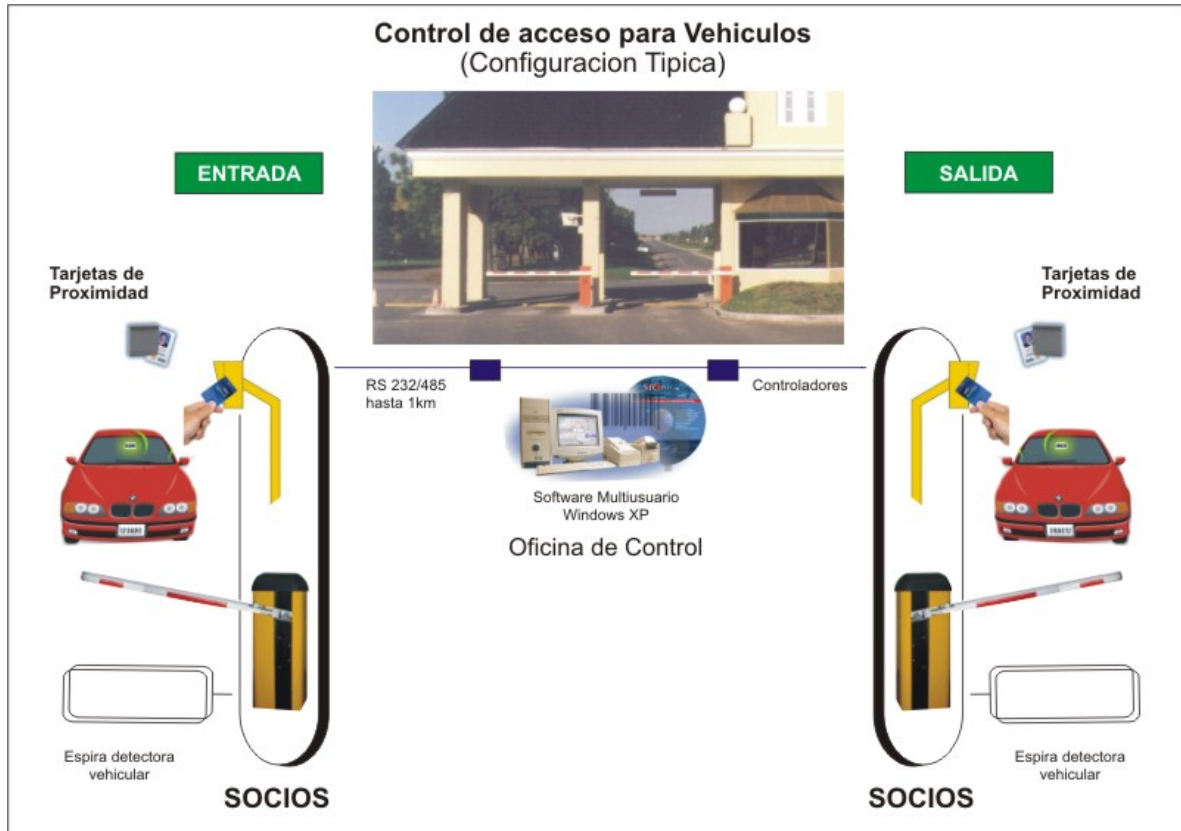 Control de acceso para Vehiculos
(Configuracion Tipica)
ENTRADA
SALIDA
Tarjetas de
Proximidad
Tarjetas de
Proximidad
RS 232/485
hasta 1km
Controladores
Software Multiusuario
Windows XP
Oficina de Control
Espira detectora
vehicular
Espira detectora
vehicular
SOCIOS
SOCIOS